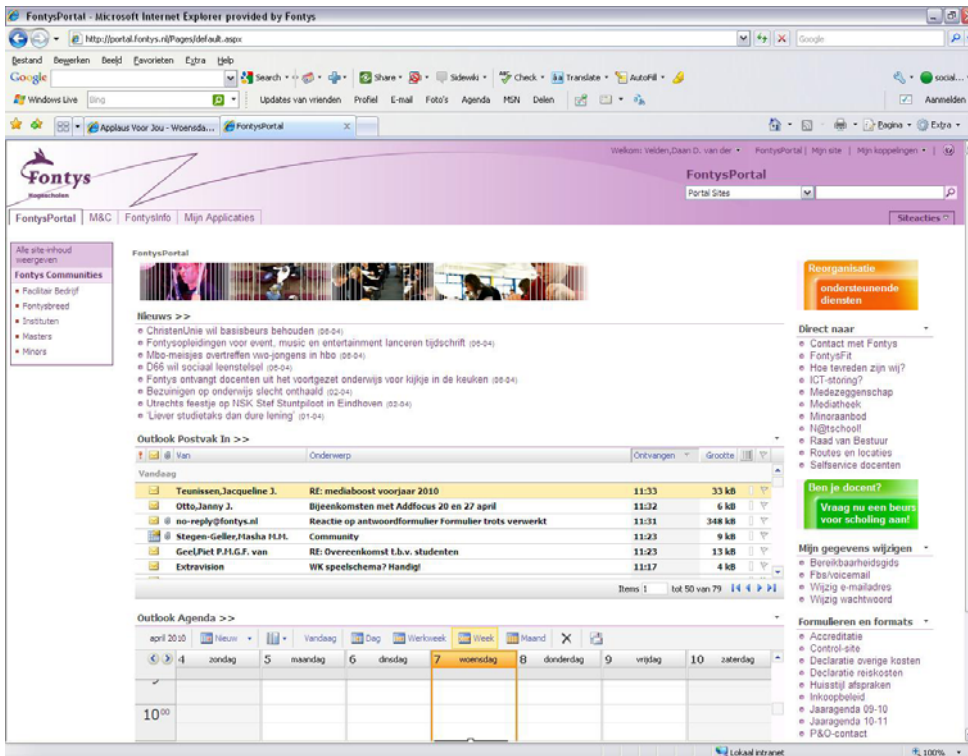 FontysPortal - Microsoft Internet Explorer provided by Fontys
http://portal.fontys.nl/Pages/default.aspx
Google
Bestand Bewerken Beeld Favorieten Extra Help
Google Search Share Sidewiki Check Translate AutoFill social...
Windows Live Bing Updates van vrienden Profiel E-mail Foto's Agenda MSN Delen Aanmelden
Applaus Voor Jou - Woensda... FontysPortal Pagina Extra
Welkom: Velden,Daan D. van der FontysPortal | Mijn site | Mijn koppelingen
Fontys
Hogescholen
FontysPortal
Portal Sites
FontysPortal M&C FontysInfo Mijn Applicaties Siteacties
Alle site-inhoud
weergeven
Fontys Communities
Facilitair Bedrijf
Fontysbreed
Instituten
Masters
Minors
FontysPortal
Nieuws >>
ChristenUnie wil basisbeurs behouden (06-04)
Fontysopleidingen voor event, music en entertainment lanceren tijdschrift (06-04)
Mbo-meisjes overtreffen vwo-jongens in hbo (06-04)
D66 wil sociaal leenstelsel (06-04)
Fontys ontvangt docenten uit het voortgezet onderwijs voor kijkje in de keuken (06-04)
Bezuinigen op onderwijs slecht onthaald (02-04)
Utrechts feestje op NSK Stef Stuntpiloot in Eindhoven (02-04)
'Liever studietaks dan dure lening' (01-04)
Outlook Postvak In >>
! Van Onderwerp Ontvangen Grootte
Vandaag
Teunissen,Jacqueline J. RE: mediaboost voorjaar 2010 11:33 33 kB
Otto,Janny J. Bijeenkomsten met Addfocus 20 en 27 april 11:32 6 kB
no-reply@fontys.nl Reactie op antwoordformulier Formulier trots verwerkt 11:31 348 kB
Stegen-Geller,Masha M.M. Community 11:23 9 kB
Geel,Piet P.M.G.F. van RE: Overeenkomst t.b.v. studenten 11:23 13 kB
Extravision WK speelschema? Handig! 11:17 4 kB
Items 1 tot 50 van 79
Outlook Agenda >>
april 2010 Nieuw Vandaag Dag Werkweek Week Maand
4 zondag 5 maandag 6 dinsdag 7 woensdag 8 donderdag 9 vrijdag 10 zaterdag
10 00
Reorganisatie
ondersteunende
diensten
Direct naar
Contact met Fontys
FontysFit
Hoe tevreden zijn wij?
ICT-storing?
Medezeggenschap
Mediatheek
Minoraanbod
N@tschool!
Raad van Bestuur
Routes en locaties
Selfservice docenten
Ben je docent?
Vraag nu een beurs
voor scholing aan!
Mijn gegevens wijzigen
Bereikbaarheidsgids
Fbs/voicemail
Wijzig e-mailadres
Wijzig wachtwoord
Formulieren en formats
Accreditatie
Control-site
Declaratie overige kosten
Declaratie reiskosten
Huisstijl afspraken
Inkoopbeleid
Jaaragenda 09-10
Jaaragenda 10-11
P&O-contact
Lokaal intranet 100%